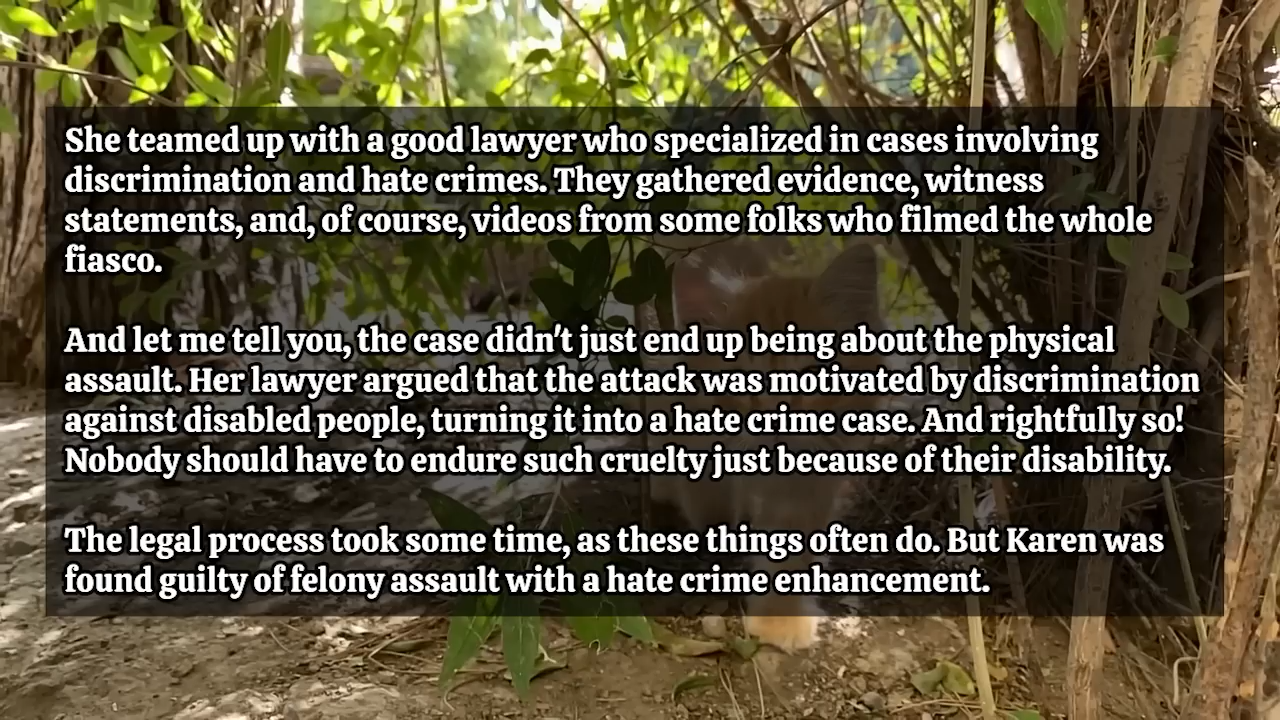 She teamed up with a good lawyer who specialized in cases involving
discrimination and hate crimes. They gathered evidence, witness
statements, and, of course, videos from some folks who filmed the whole
fiasco.
And let me tell you, the case didn't just end up being about the physical
assault. Her lawyer argued that the attack was motivated by discrimination
against disabled people, turning it into a hate crime case. And rightfully so!
Nobody should have to endure such cruelty just because of their disability.
The legal process took some time, as these things often do. But Karen was
found guilty of felony assault with a hate crime enhancement.